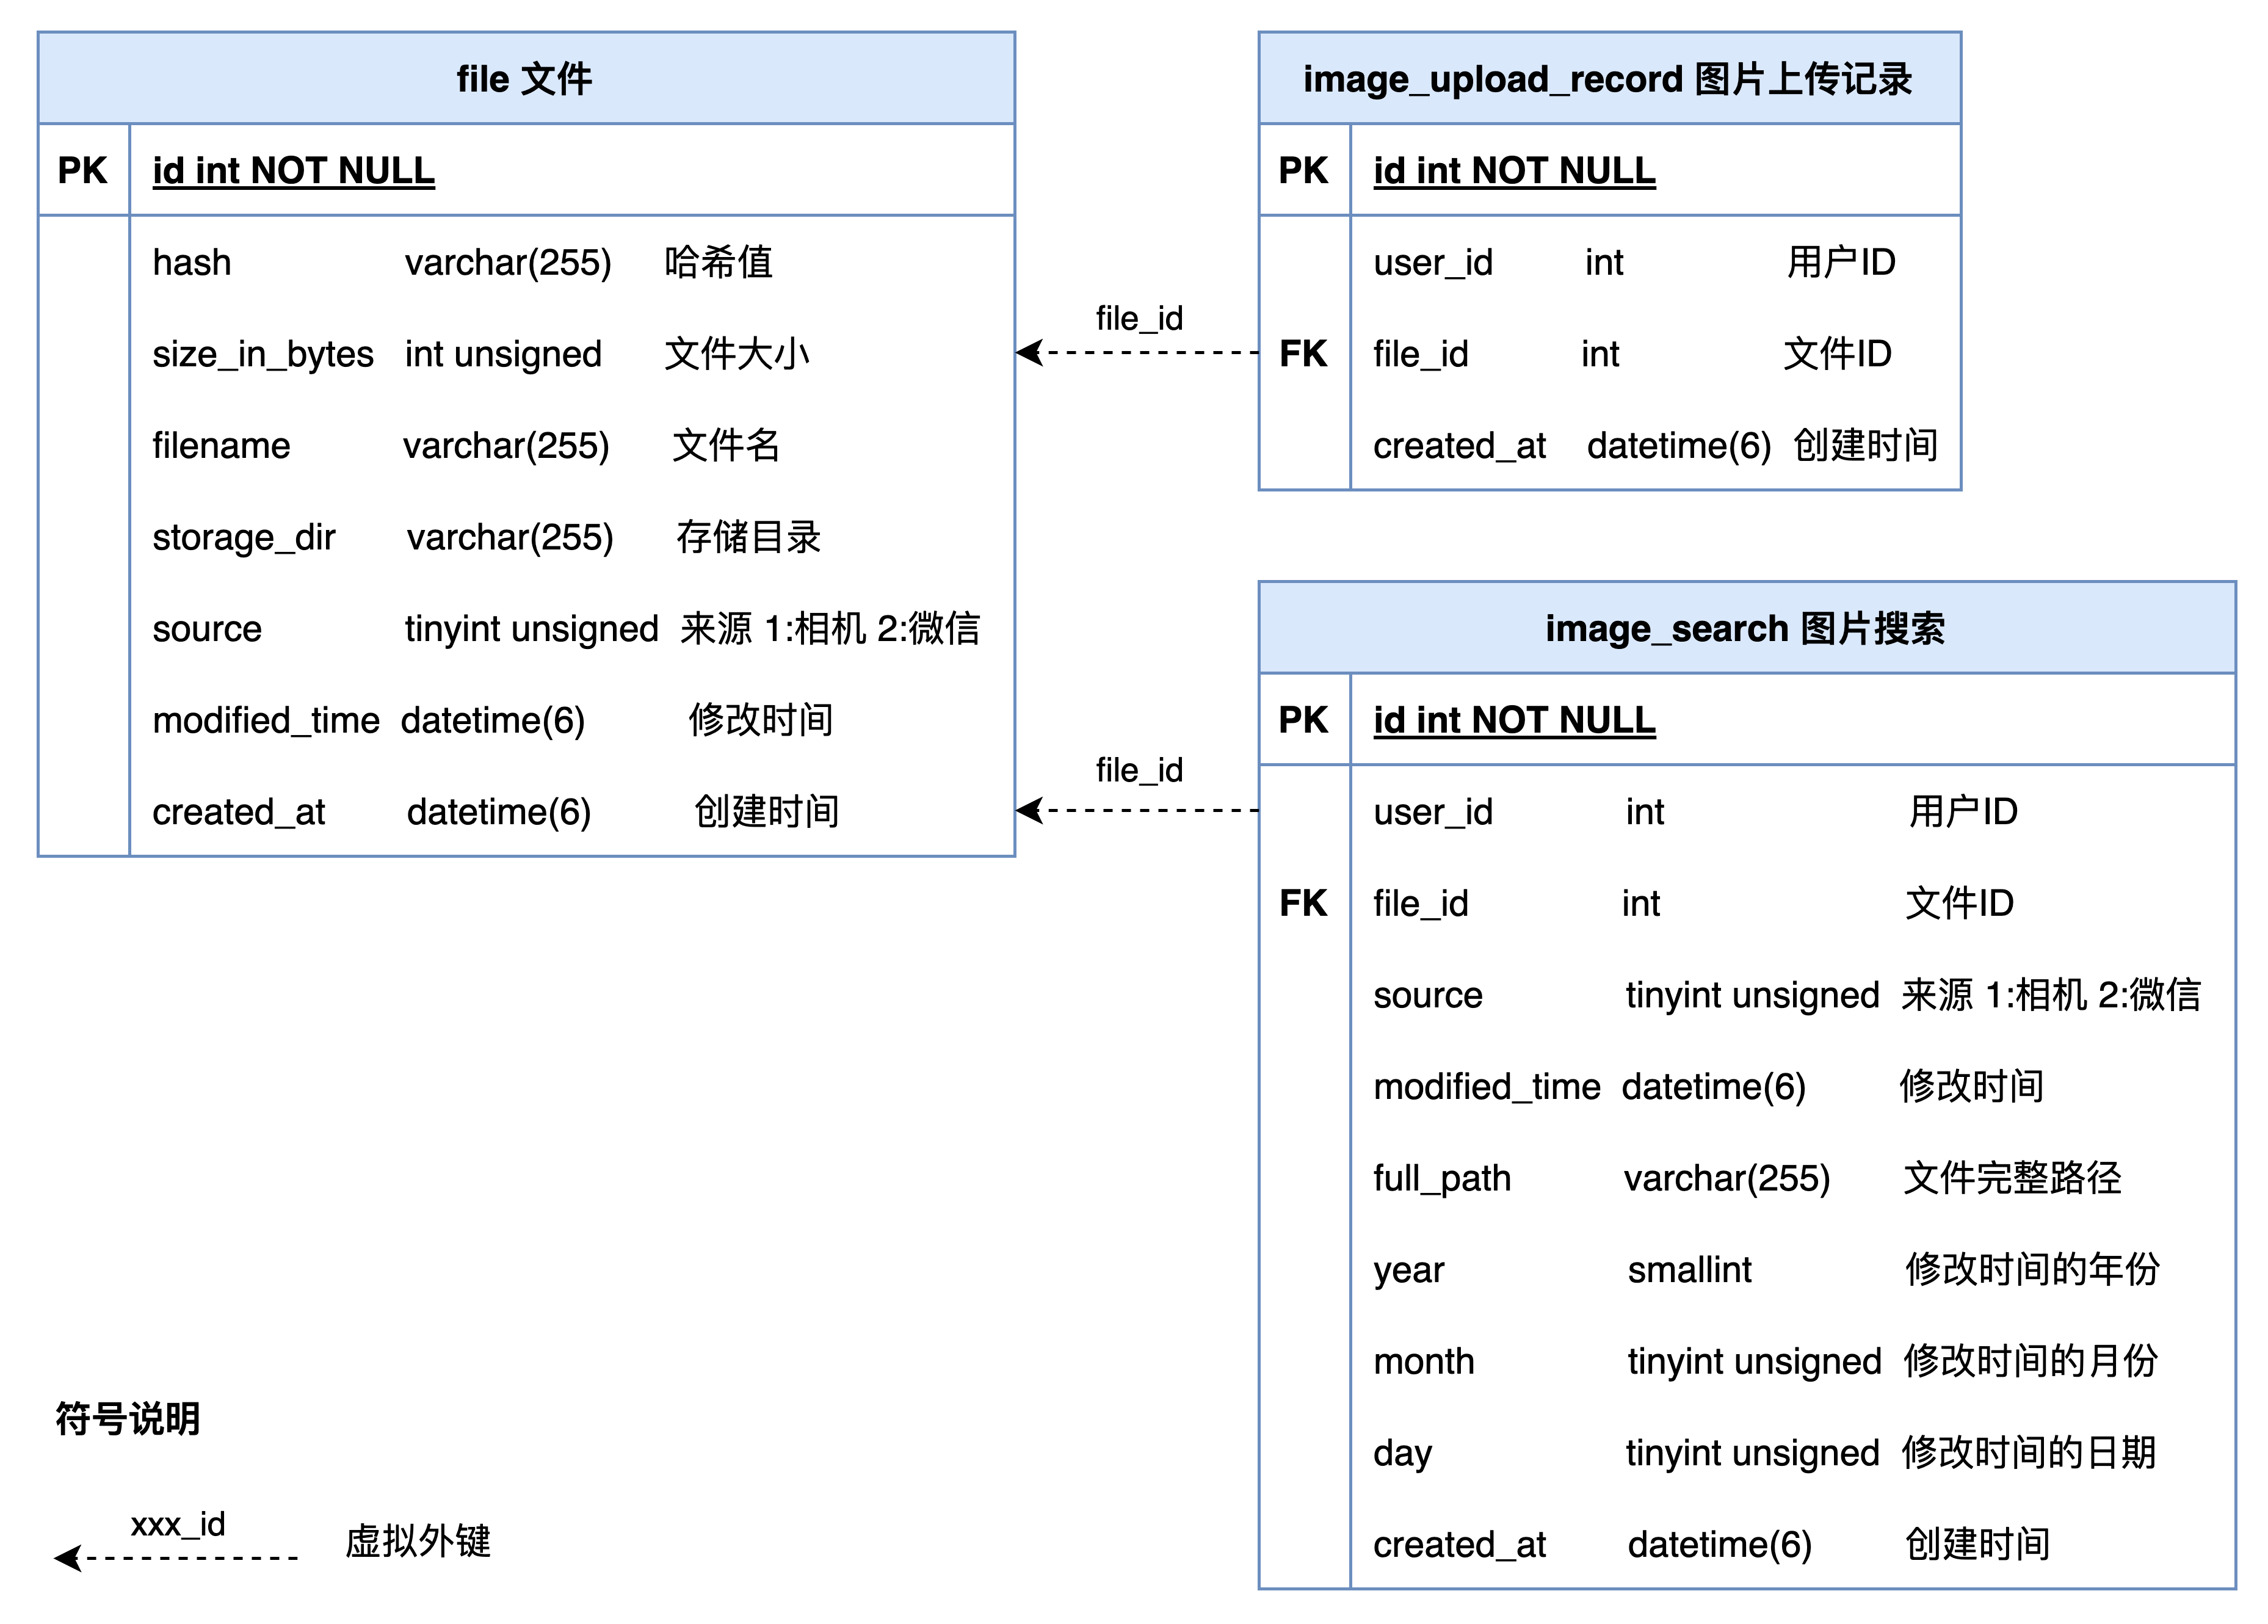 file 文件
PK id int NOT NULL
hash varchar(255) 哈希值
size_in_bytes int unsigned 文件大小
filename varchar(255) 文件名
storage_dir varchar(255) 存储目录
source tinyint unsigned 来源 1:相机 2:微信
modified_time datetime(6) 修改时间
created_at datetime(6) 创建时间
file_id
file_id
image_upload_record 图片上传记录
PK id int NOT NULL
user_id int 用户ID
FK file_id int 文件ID
created_at datetime(6) 创建时间
image_search 图片搜索
PK id int NOT NULL
user_id int 用户ID
FK file_id int 文件ID
source tinyint unsigned 来源 1:相机 2:微信
modified_time datetime(6) 修改时间
full_path varchar(255) 文件完整路径
year smallint 修改时间的年份
month tinyint unsigned 修改时间的月份
day tinyint unsigned 修改时间的日期
created_at datetime(6) 创建时间
符号说明
xxx_id 虚拟外键